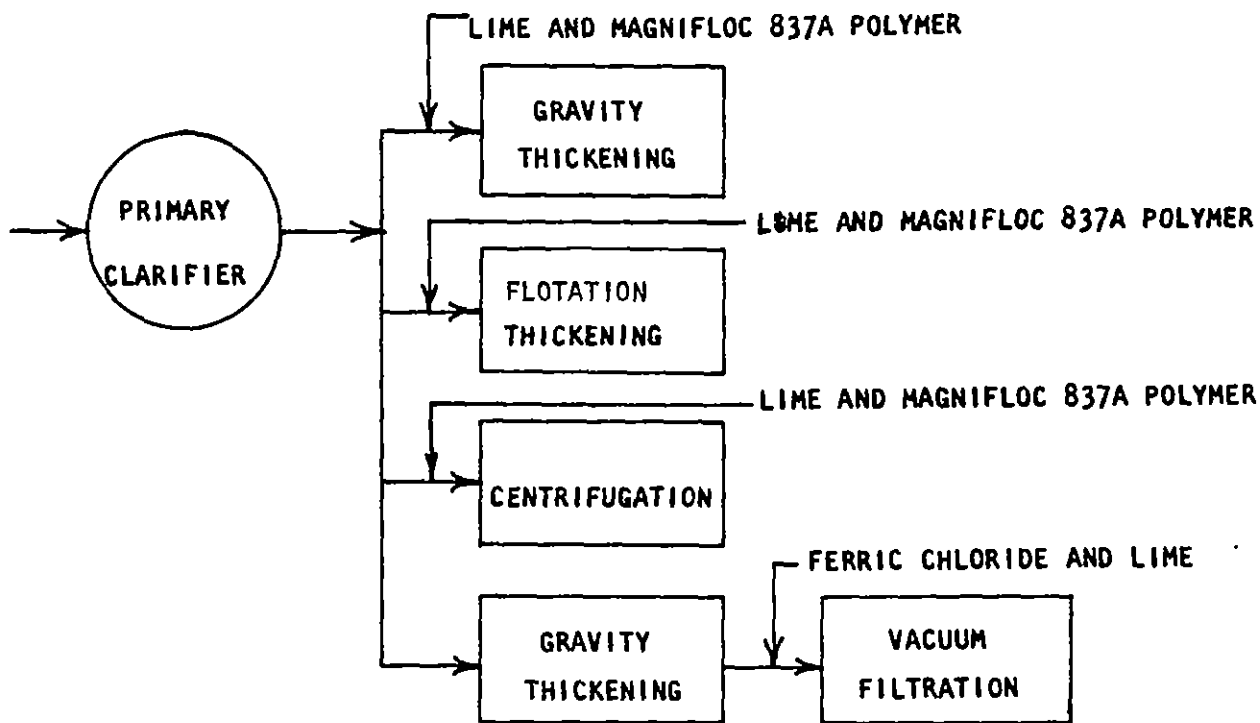 LIME AND MAGNIFLOC 837A POLYMER
GRAVITY
THICKENING
PRIMARY
CLARIFIER
LIME AND MAGNIFLOC 837A POLYMER
FLOTATION
THICKENING
LIME AND MAGNIFLOC 837A POLYMER
CENTRIFUGATION
FERRIC CHLORIDE AND LIME
GRAVITY
THICKENING
VACUUM
FILTRATION